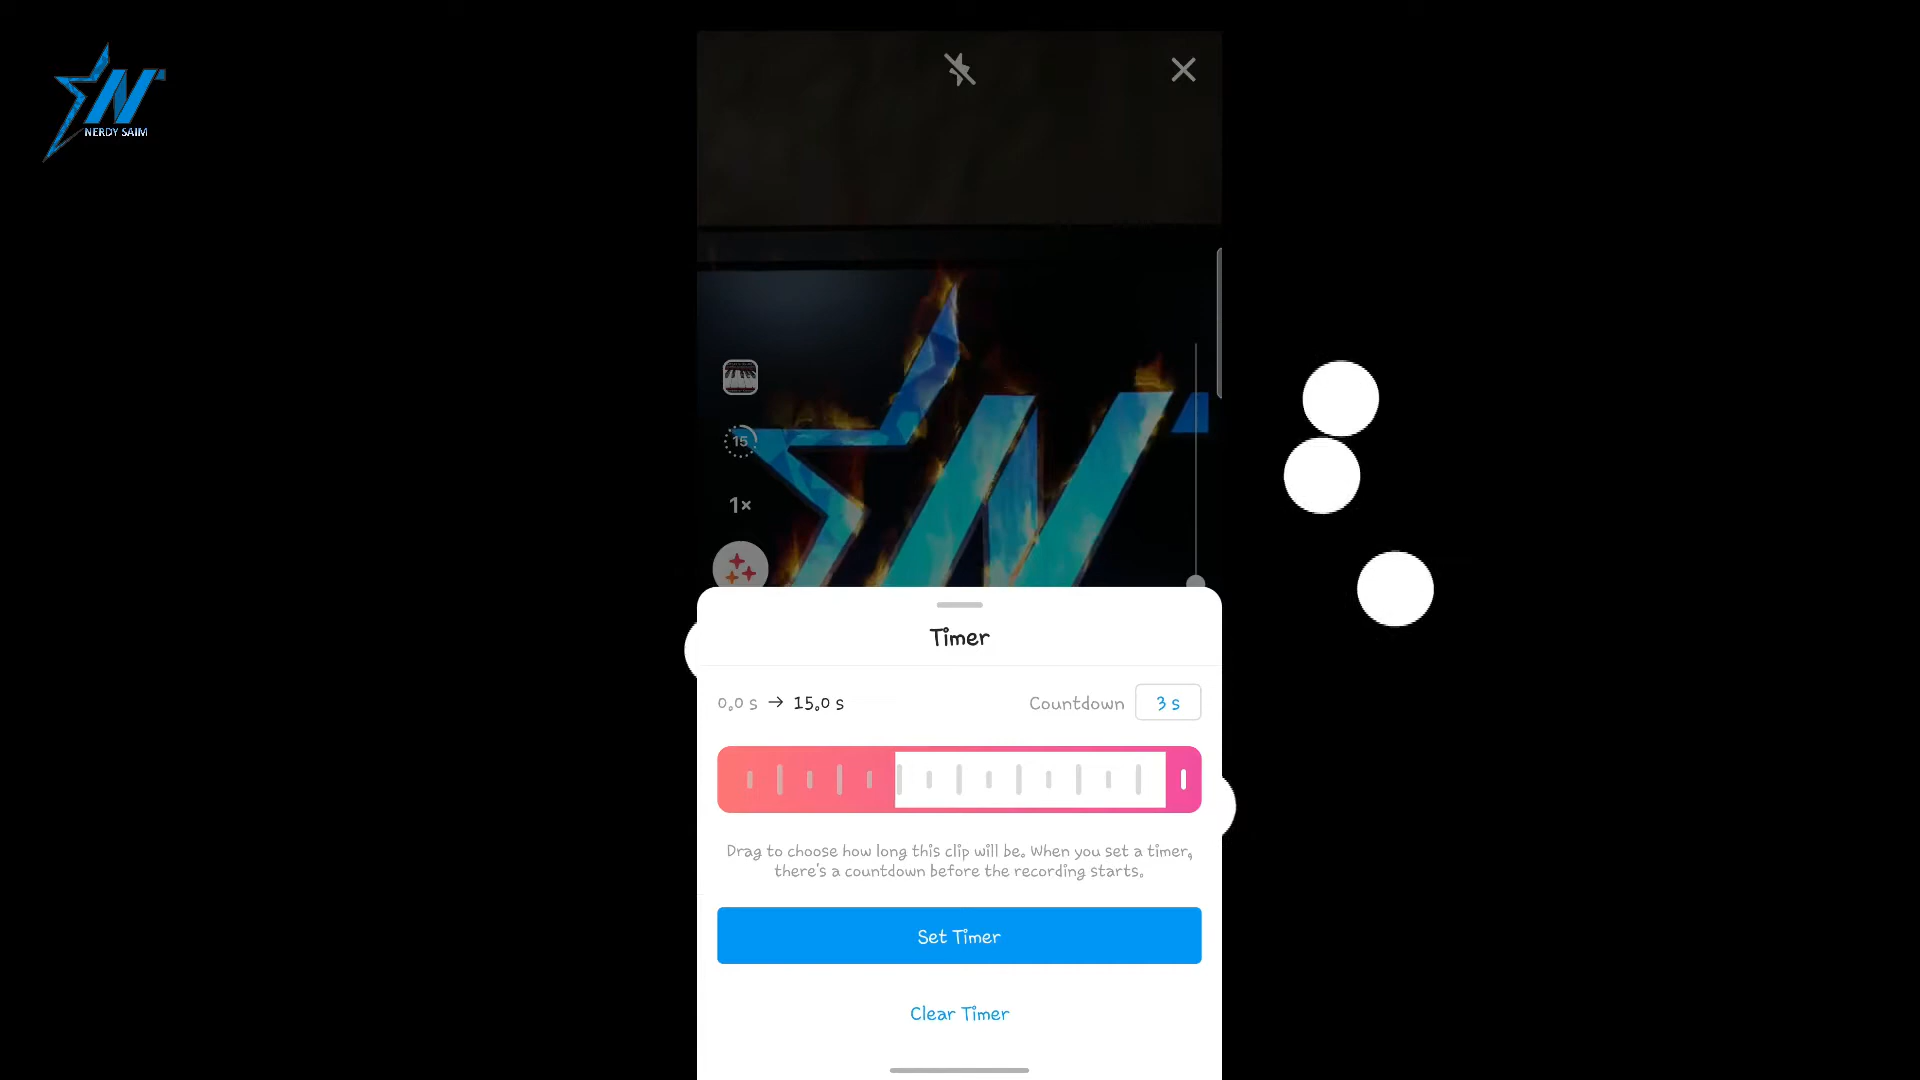 NERDY SAIM
15
1×
Timer
0.0 s → 15.0 s
Countdown 3 s
Drag to choose how long this clip will be. When you set a timer,
there's a countdown before the recording starts.
Set Timer
Clear Timer